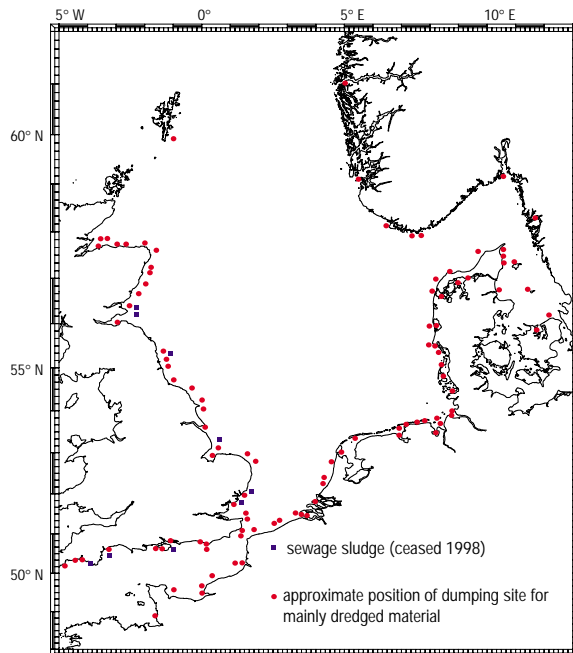 5° W
0°
5° E
10° E
60° N
55° N
50° N
sewage sludge (ceased 1998)
approximate position of dumping site for
mainly dredged material